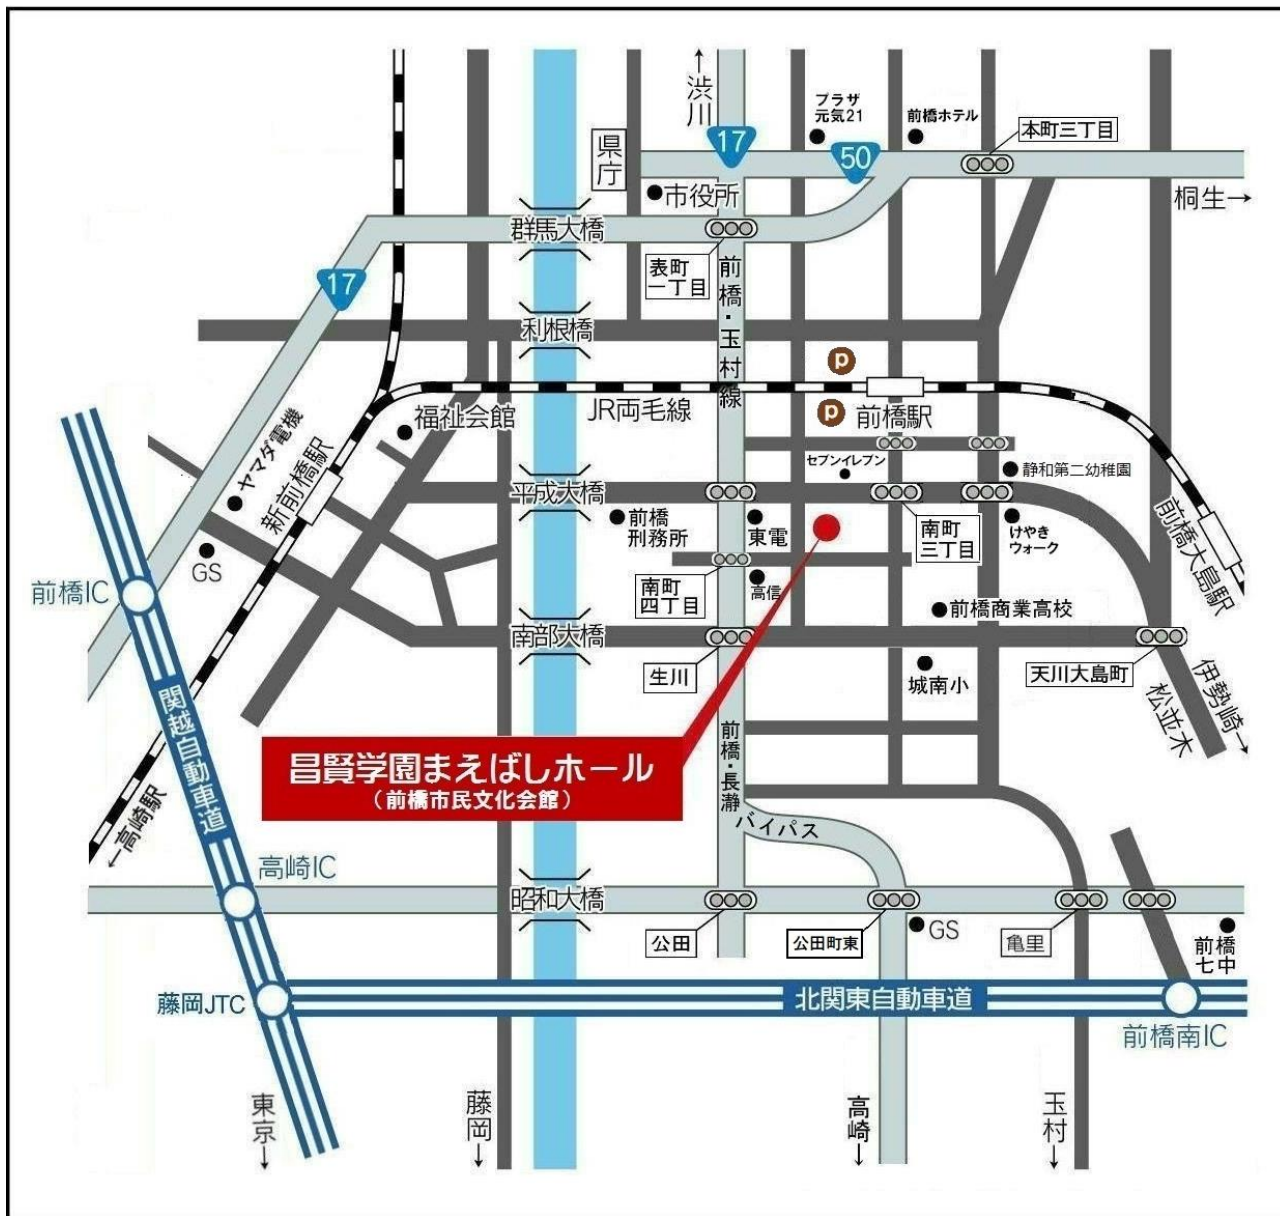 ↑
渋川
プラザ
元気21
前橋ホテル
本町三丁目
県庁
17
50
市役所
桐生→
群馬大橋
表町
一丁目
前橋・玉村線
17
利根橋
P
JR両毛線
P
前橋駅
福祉会館
ヤマダ電機
新前橋駅
セブンイレブン
静和第二幼稚園
平成大橋
前橋
刑務所
東電
南町
三丁目
けやき
ウォーク
前橋大島駅
GS
前橋IC
南町
四丁目
高信
前橋商業高校
南部大橋
生川
城南小
天川大島町
松並木
伊勢崎→
関越自動車道
昌賢学園まえばしホール
(前橋市民文化会館)
前橋・長瀞
バイパス
←高崎駅
高崎IC
昭和大橋
公田
公田町東
GS
亀里
前橋
七中
藤岡JTC
北関東自動車道
前橋南IC
東京→
藤岡→
高崎→
玉村→